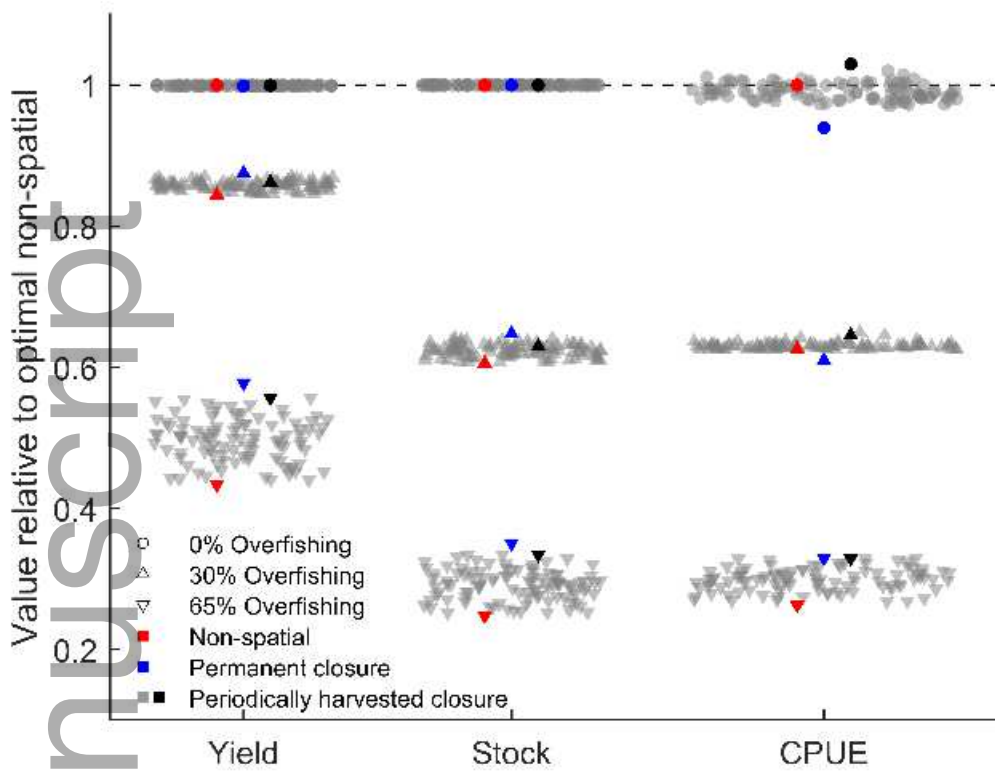 Value relative to optimal non-spatial
1
0.8
0.6
0.4
0.2
0% Overfishing
30% Overfishing
65% Overfishing
Non-spatial
Permanent closure
Periodically harvested closure
Yield
Stock
CPUE
nuscript